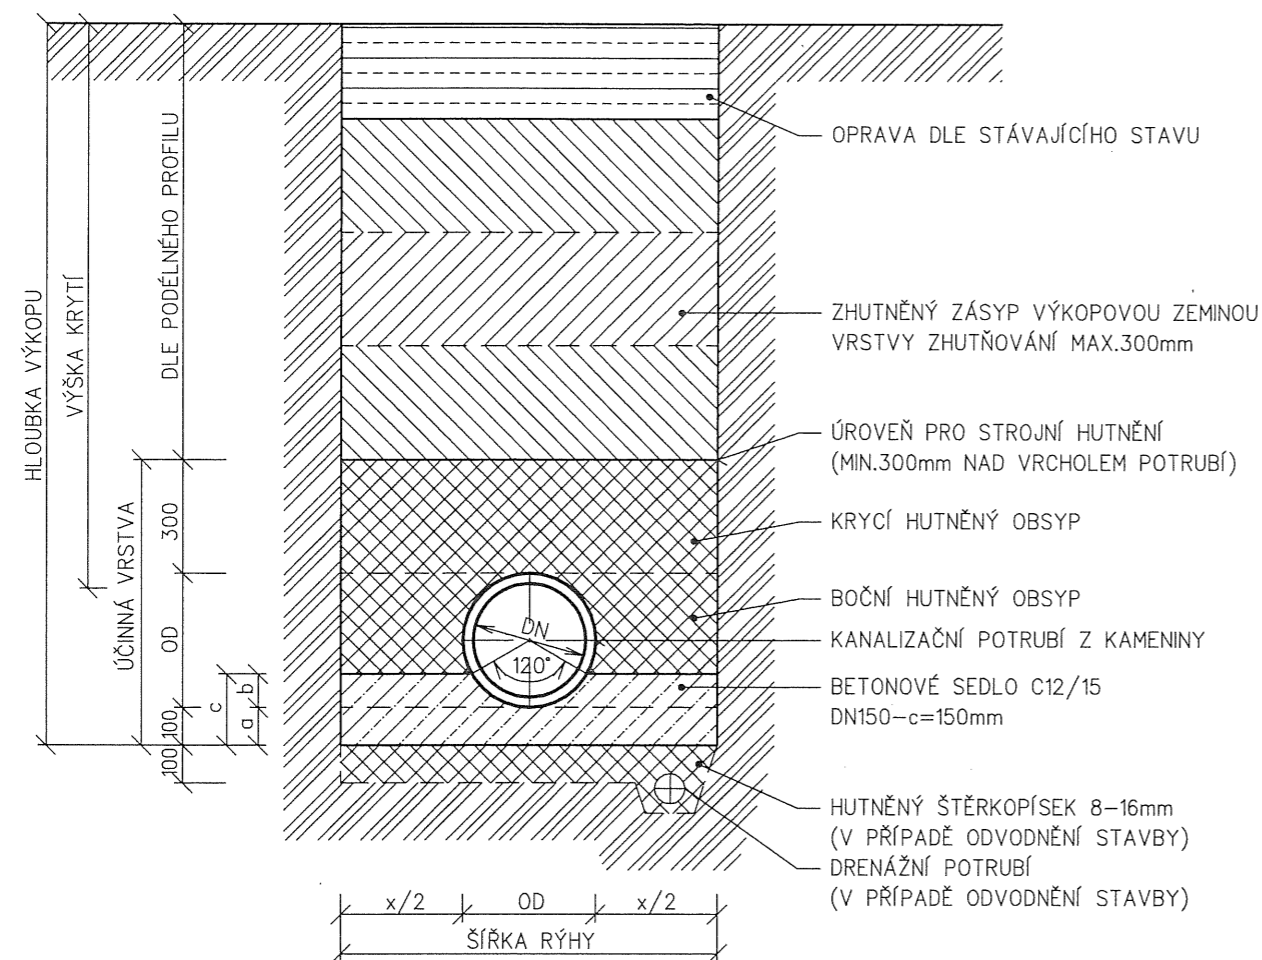 OPRAVA DLE STÁVAJÍCÍHO STAVU
ZHUTNĚNÝ ZÁSYP VÝKOPOVOU ZEMINOU
VRSTVY ZHUTŇOVÁNÍ MAX.300mm
ÚROVEŇ PRO STROJNÍ HUTNĚNÍ
(MIN.300mm NAD VRCHOLEM POTRUBÍ)
KRYCÍ HUTNĚNÝ OBSYP
BOČNÍ HUTNĚNÝ OBSYP
KANALIZAČNÍ POTRUBÍ Z KAMENINY
BETONOVÉ SEDLO C12/15
DN150-c=150mm
HUTNĚNÝ ŠTĚRKOPÍSEK 8-16mm
(V PŘÍPADĚ ODVODNĚNÍ STAVBY)
DRENÁŽNÍ POTRUBÍ
(V PŘÍPADĚ ODVODNĚNÍ STAVBY)
HLOUBKA VÝKOPU
VÝŠKA KRYTÍ
ÚČINNÁ VRSTVA
DLE PODÉLNÉHO PROFILU
300
OD
100
100
c
b
a
DN
120°
x/2
OD
x/2
ŠÍŘKA RÝHY